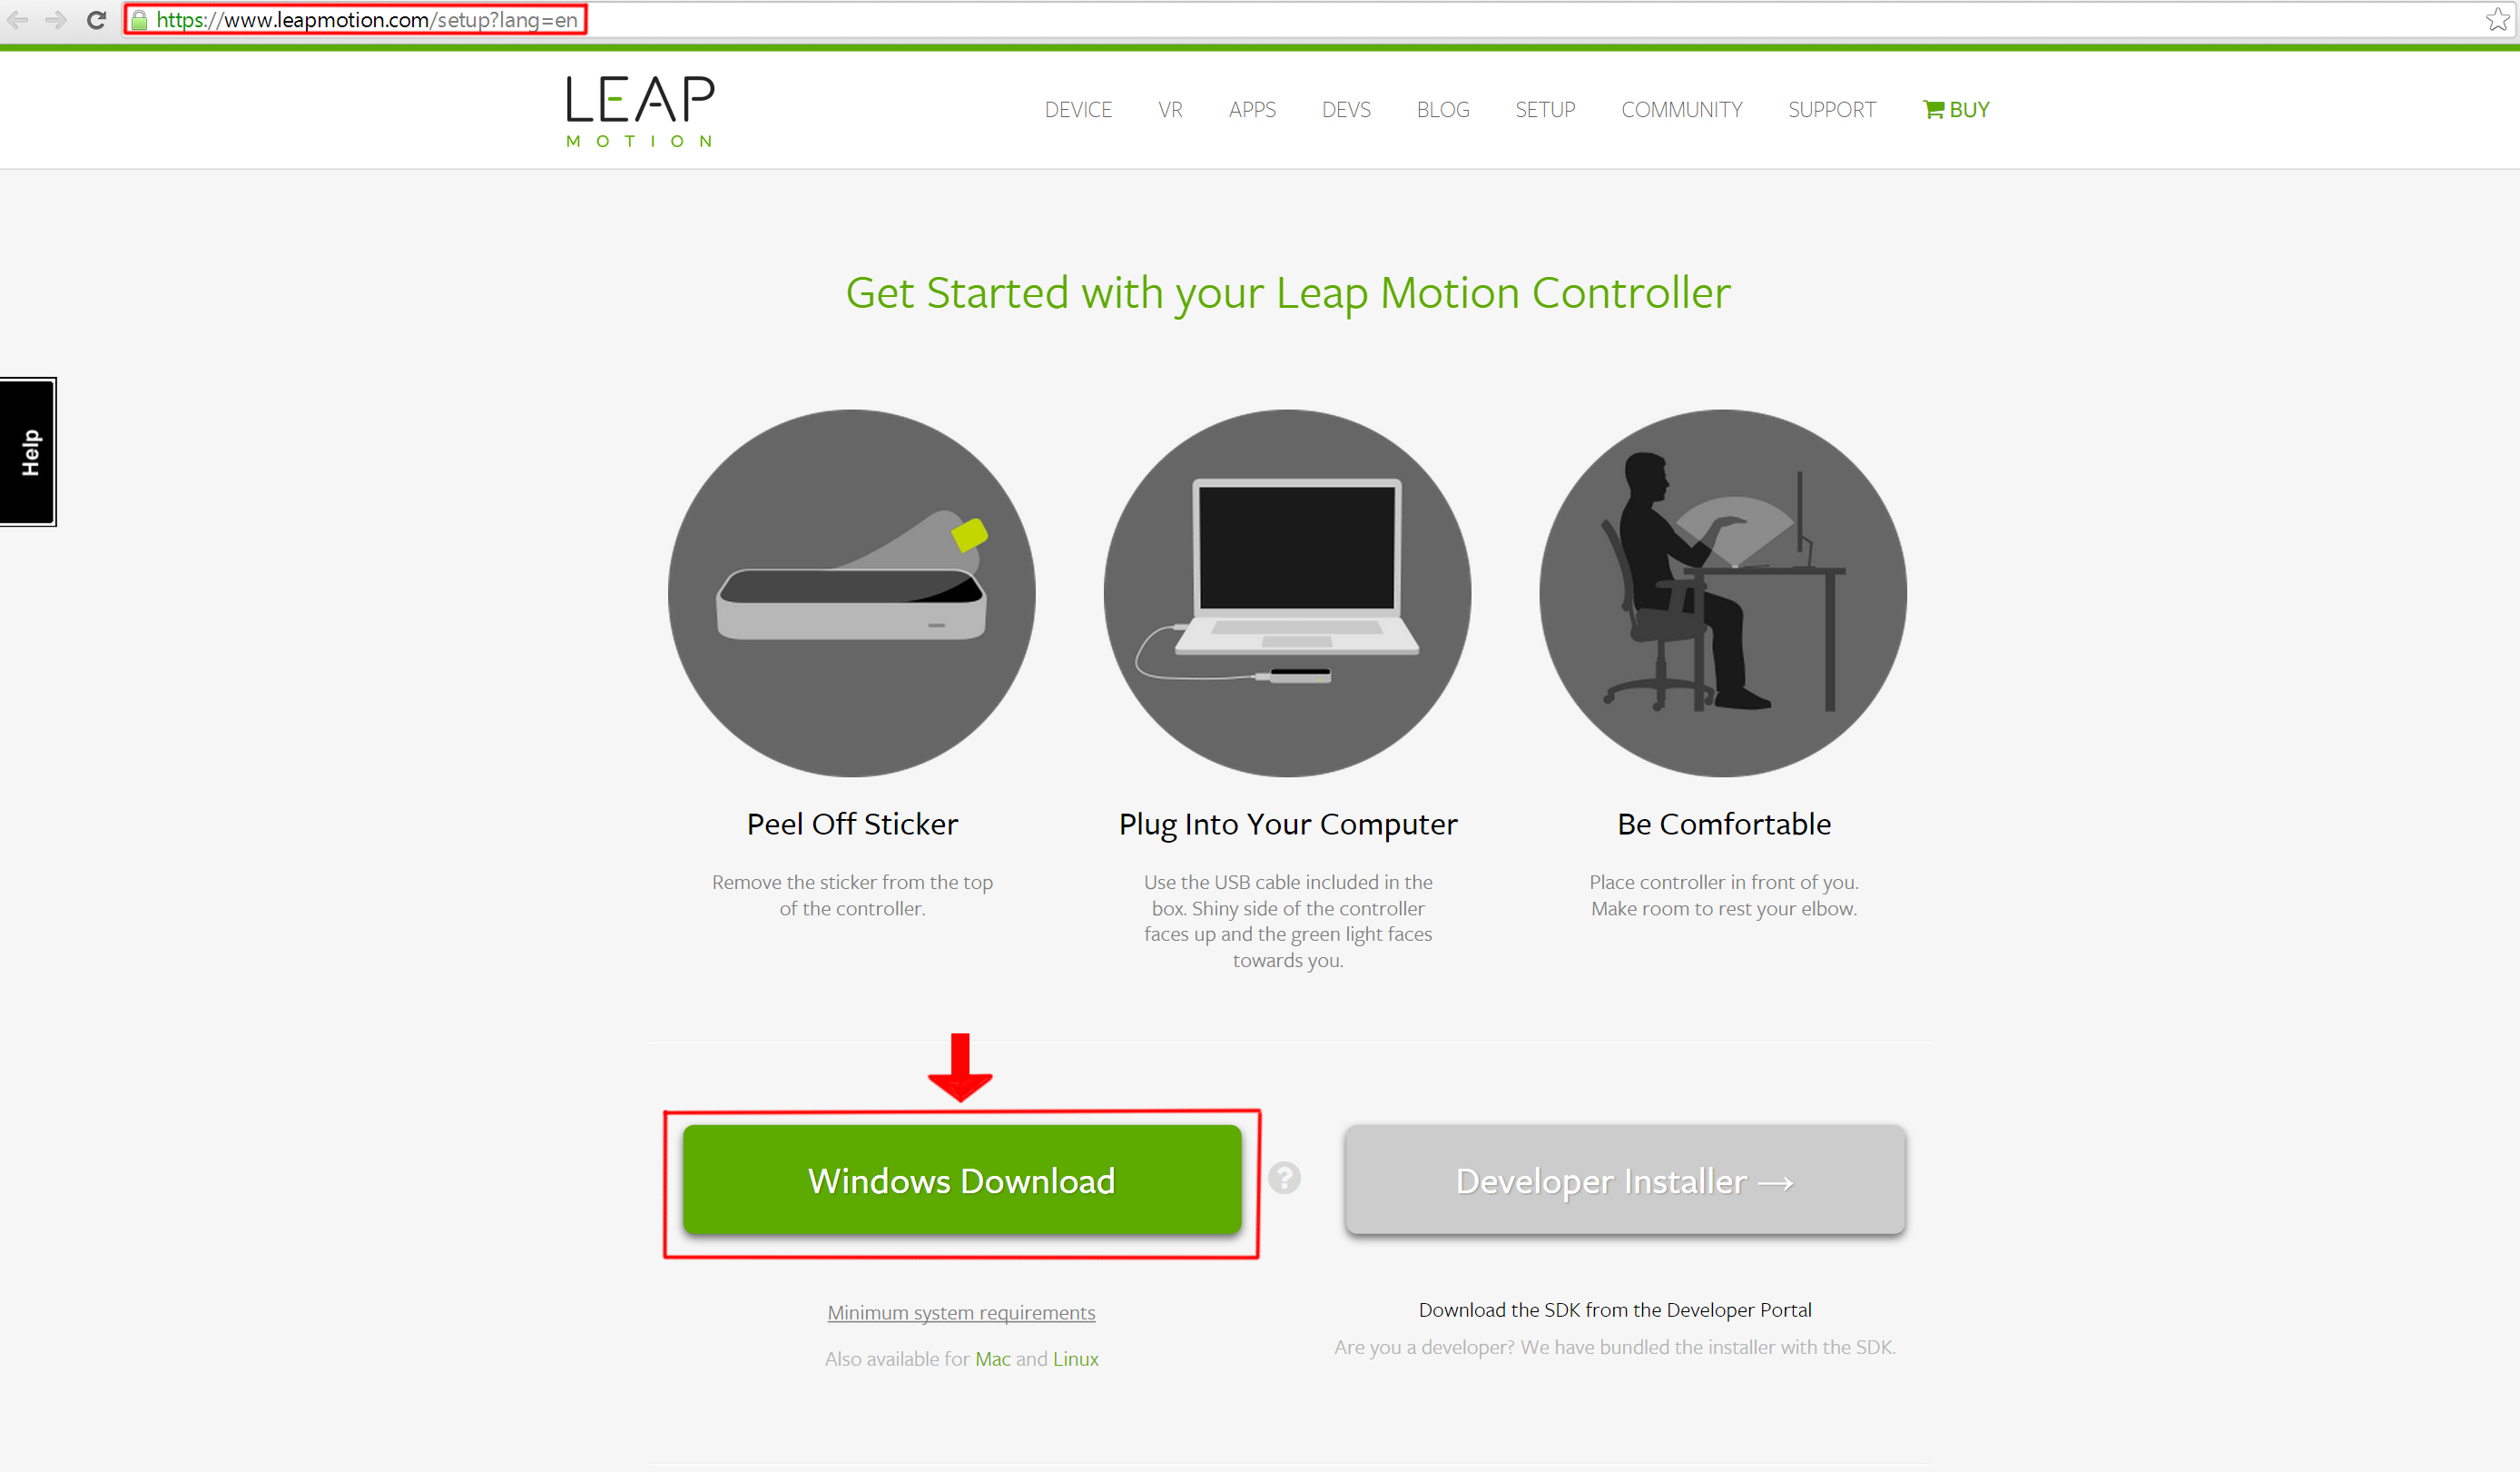 https://www.leapmotion.com/setup?lang=en
LEAP
MOTION
DEVICE VR APPS DEVS BLOG SETUP COMMUNITY SUPPORT BUY
Get Started with your Leap Motion Controller
Help
Peel Off Sticker
Remove the sticker from the top
of the controller.
Plug Into Your Computer
Use the USB cable included in the
box. Shiny side of the controller
faces up and the green light faces
towards you.
Be Comfortable
Place controller in front of you.
Make room to rest your elbow.
Windows Download
?
Developer Installer →
Minimum system requirements
Also available for Mac and Linux
Download the SDK from the Developer Portal
Are you a developer? We have bundled the installer with the SDK.